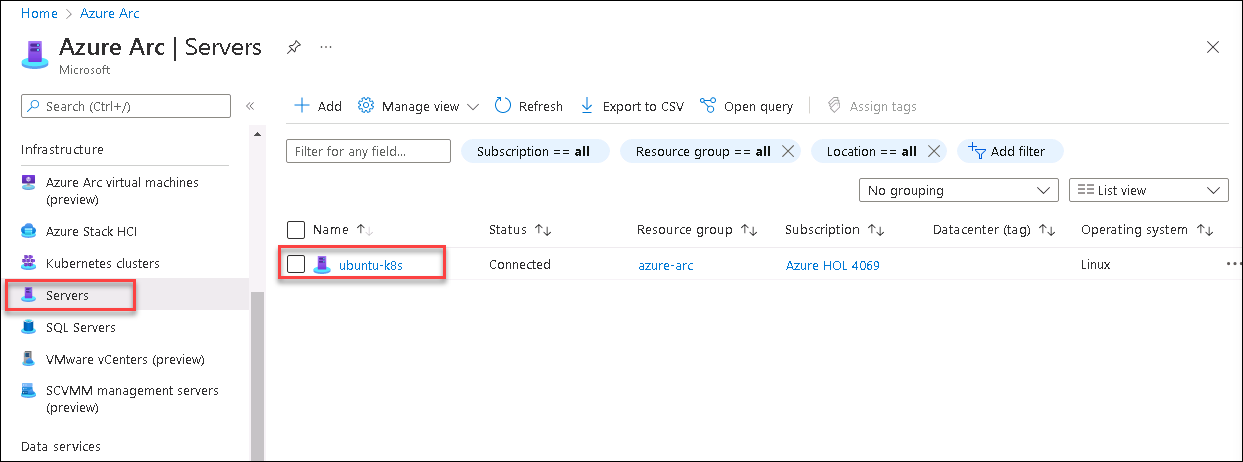 Home > Azure Arc
Azure Arc | Servers
Microsoft
Search (Ctrl+/)
Infrastructure
Azure Arc virtual machines
(preview)
Azure Stack HCI
Kubernetes clusters
Servers
SQL Servers
VMware vCenters (preview)
SCVMM management servers
(preview)
Data services
Add Manage view Refresh Export to CSV Open query Assign tags
Filter for any field... Subscription == all Resource group == all Location == all Add filter
No grouping List view
Name Status Resource group Subscription Datacenter (tag) Operating system
ubuntu-k8s Connected azure-arc Azure HOL 4069 Linux